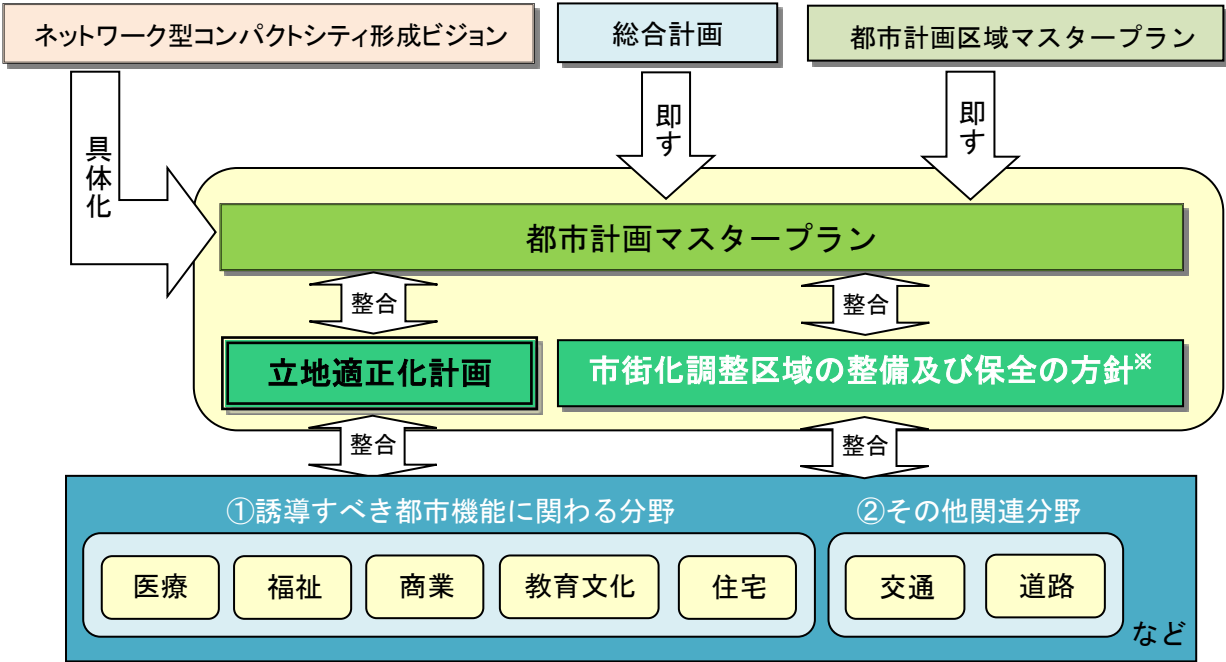 ネットワーク型コンパクトシティ形成ビジョン
総合計画
都市計画区域マスタープラン
具体化
即す
即す
都市計画マスタープラン
整合
整合
立地適正化計画
市街化調整区域の整備及び保全の方針※
整合
整合
①誘導すべき都市機能に関わる分野
②その他関連分野
医療
福祉
商業
教育文化
住宅
交通
道路
など